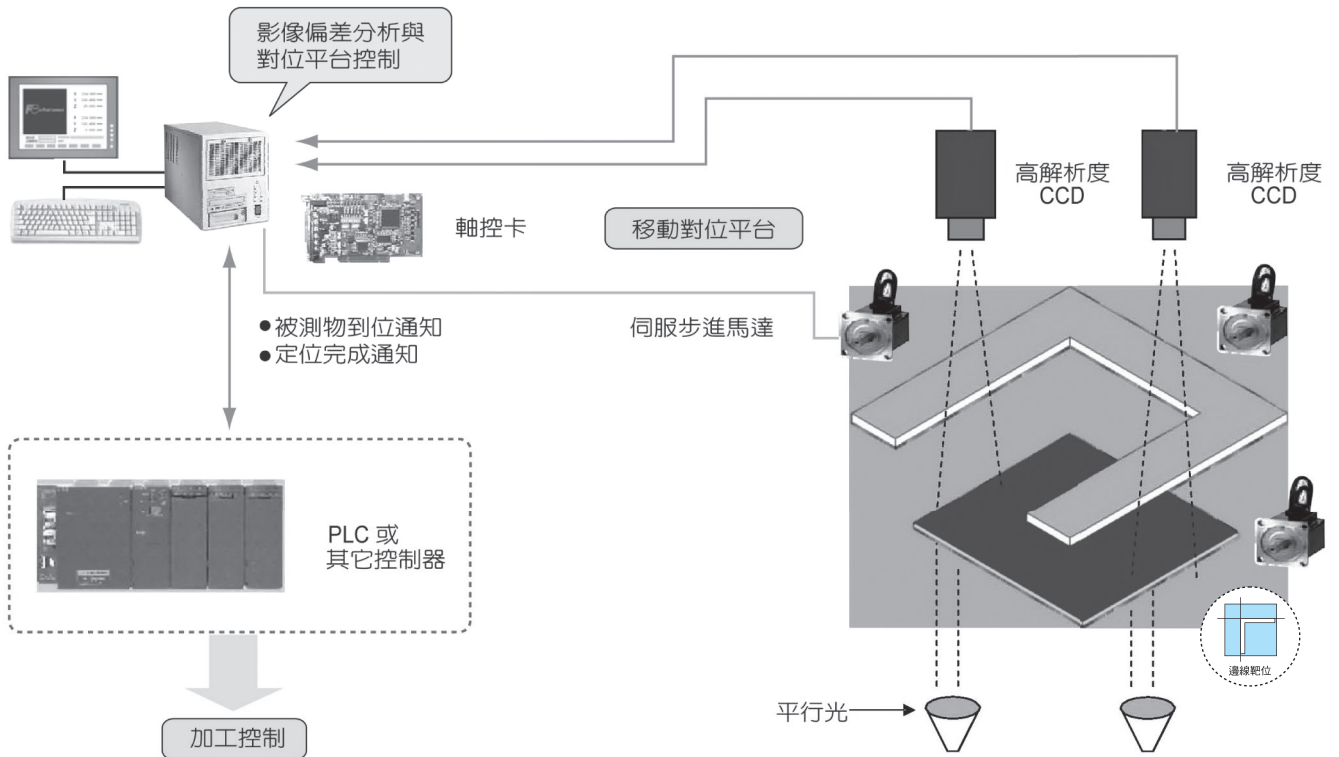 影像偏差分析與
對位平台控制
高解析度
CCD
高解析度
CCD
軸控卡
移動對位平台
●被測物到位通知
●定位完成通知
伺服步進馬達
PLC 或
其它控制器
邊線靶位
平行光
加工控制